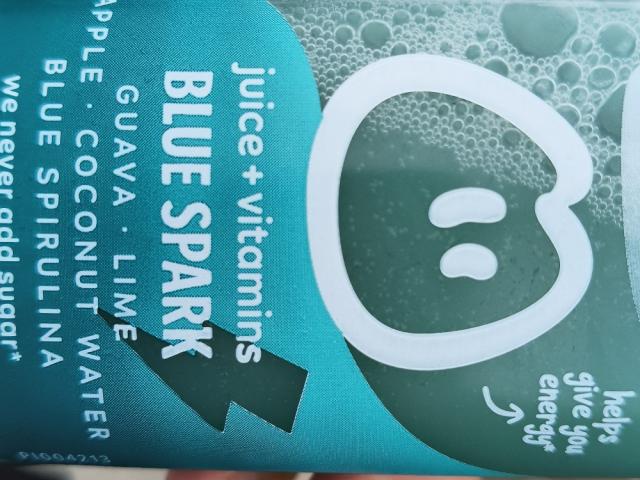 helps
give you
energy*
juice + vitamins
BLUE SPARK
GUAVA · LIME
APPLE · COCONUT WATER
BLUE SPIRULINA
we never add sugar*
P1004213